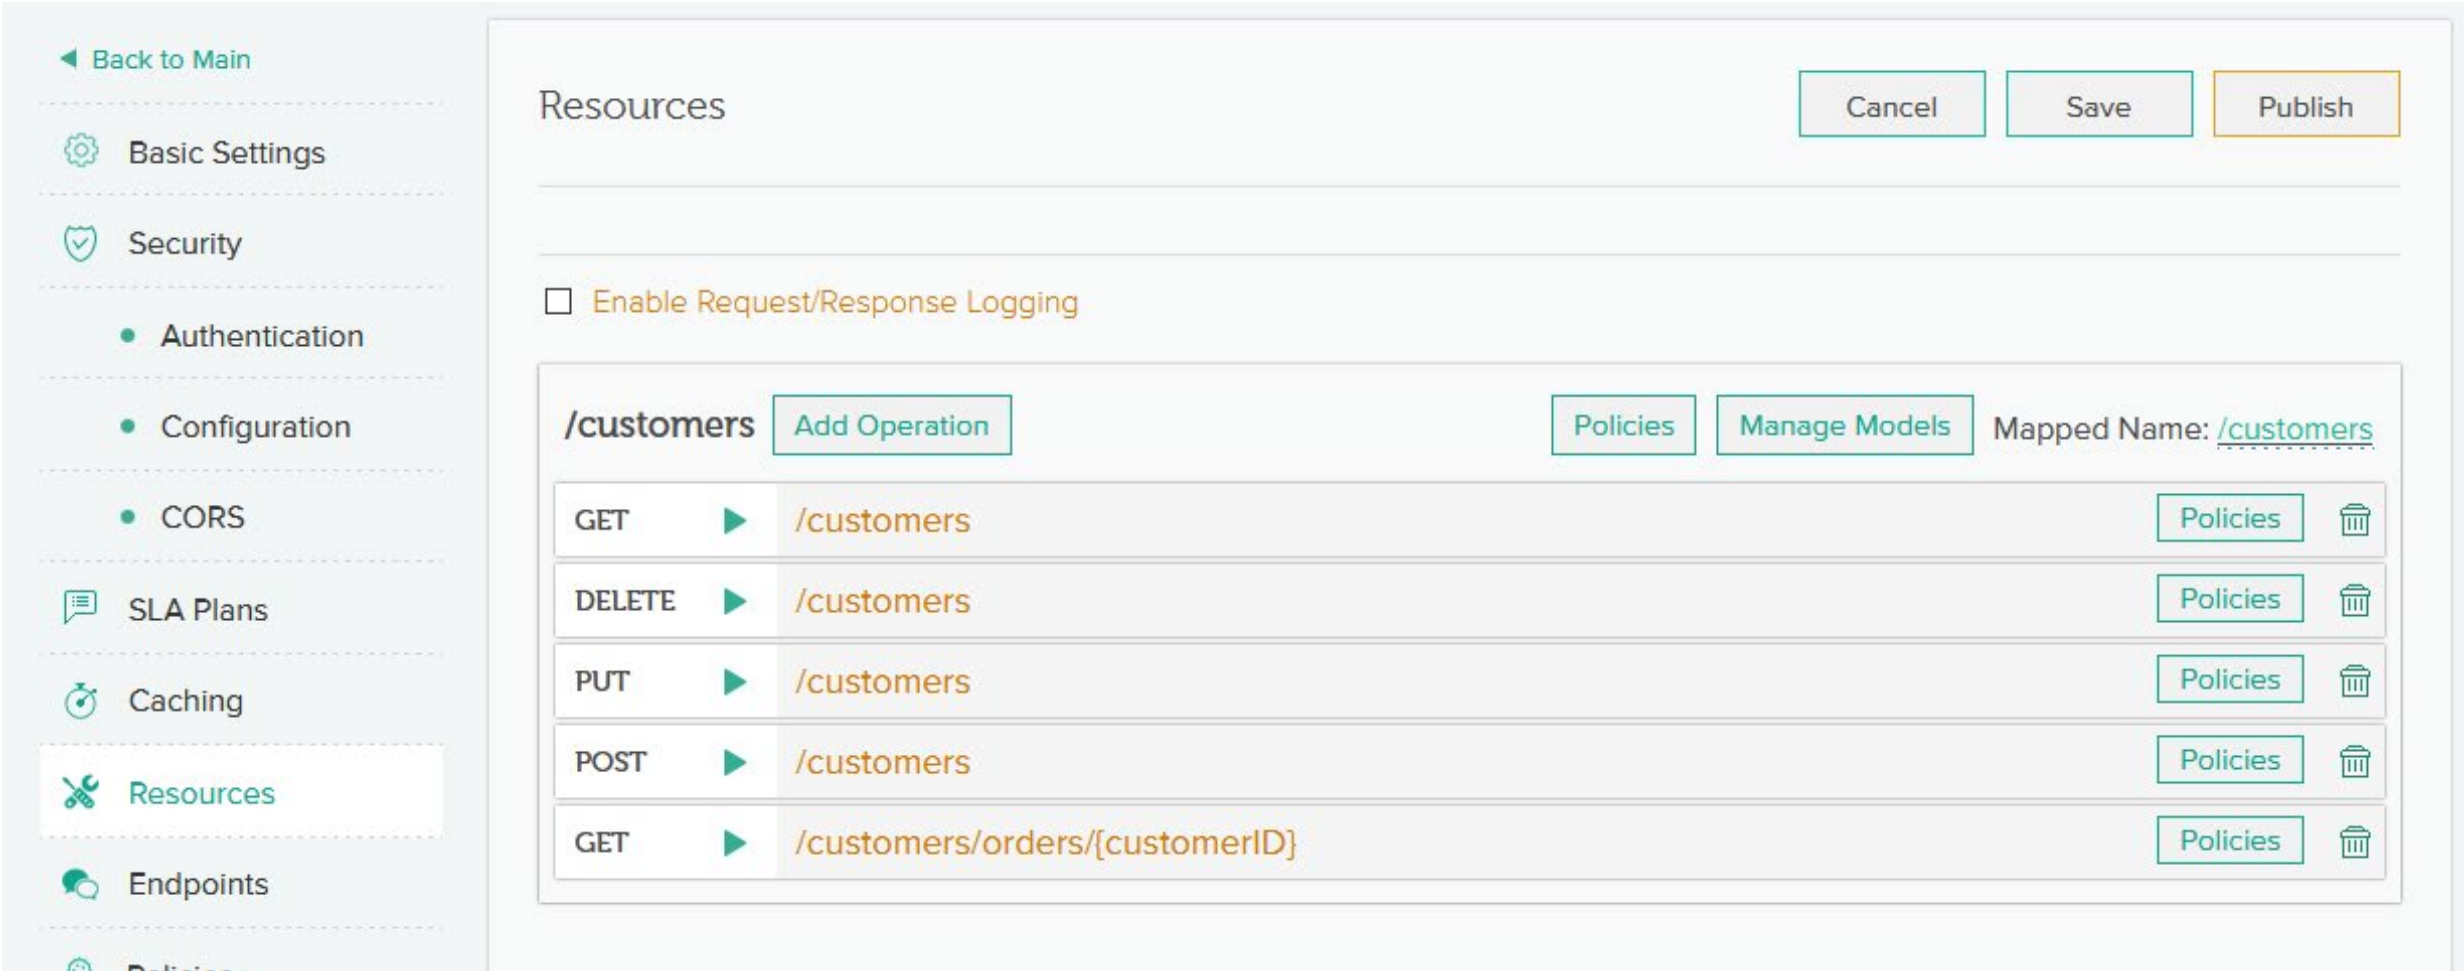 Back to Main
Basic Settings
Security
Authentication
Configuration
CORS
SLA Plans
Caching
Resources
Endpoints
Resources
Cancel Save Publish
Enable Request/Response Logging
/customers Add Operation Policies Manage Models Mapped Name: /customers
GET /customers Policies
DELETE /customers Policies
PUT /customers Policies
POST /customers Policies
GET /customers/orders/{customerID} Policies